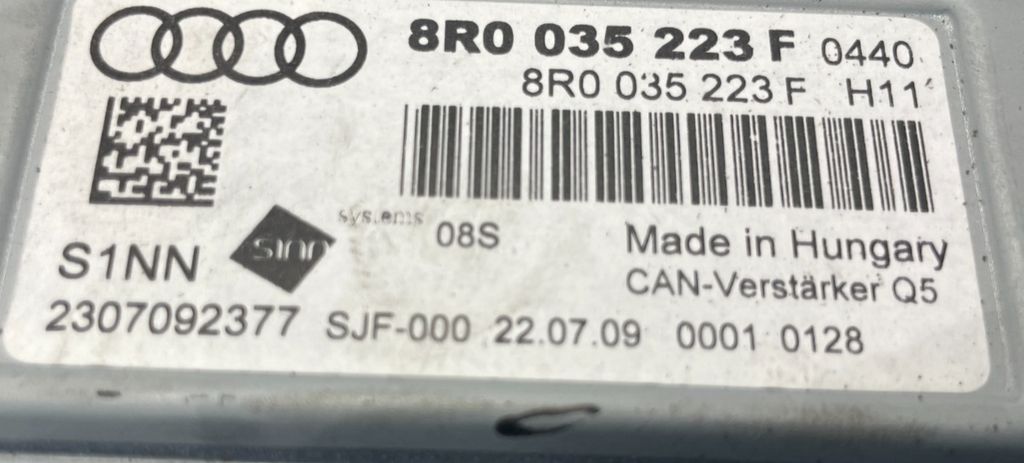 8R0 035 223 F 0440
8R0 035 223 F H11
systems
sinn
08S
S1NN
Made in Hungary
CAN-Verstärker Q5
2307092377 SJF-000 22.07.09 0001 0128